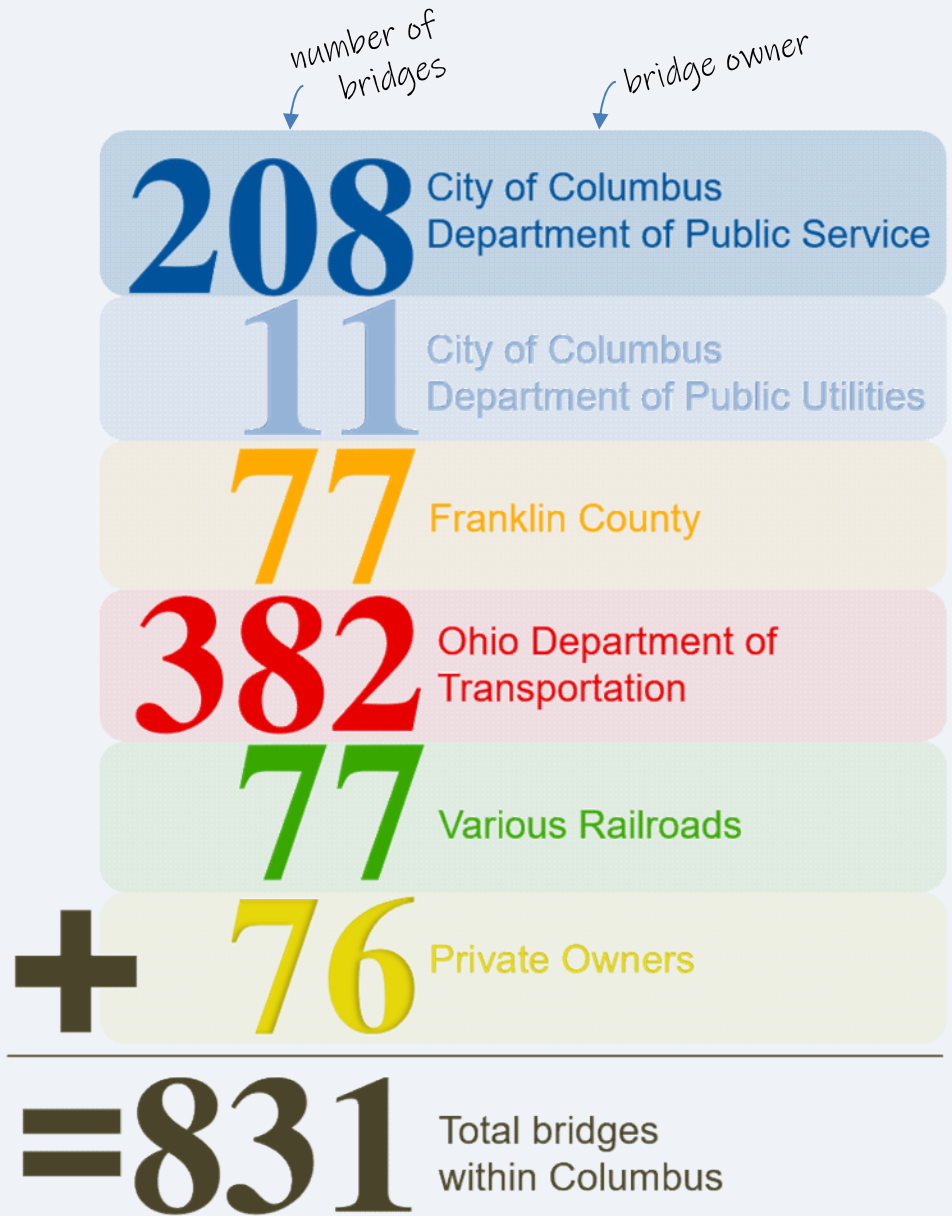 number of
bridges
bridge owner
208
City of Columbus
Department of Public Service
11
City of Columbus
Department of Public Utilities
77
Franklin County
382
Ohio Department of
Transportation
77
Various Railroads
+
76
Private Owners
=831
Total bridges
within Columbus